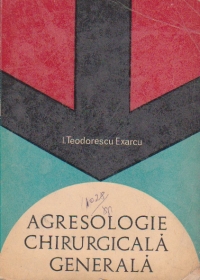 I. Teodorescu Exarcu
AGRESOLOGIE
CHIRURGICALĂ
GENERALĂ